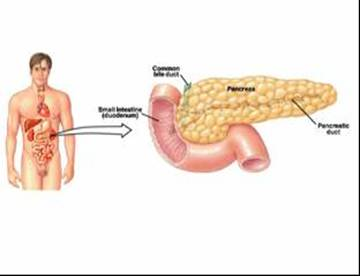 Common
bile duct
Pancreas
Small intestine
(duodenum)
Pancreatic
duct